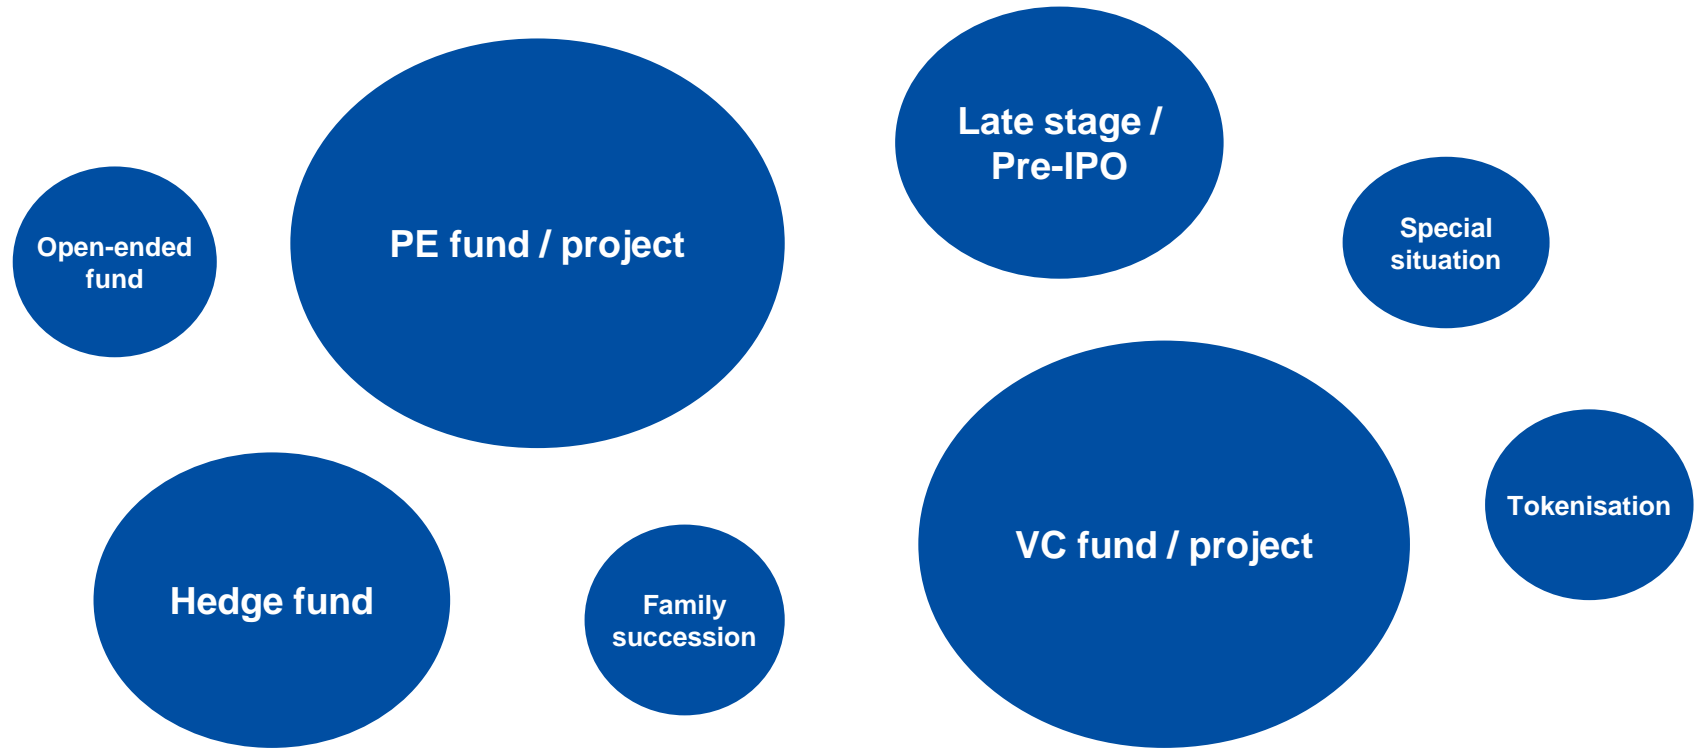 Open-ended
fund
PE fund / project
Late stage /
Pre-IPO
Special
situation
Hedge fund
Family
succession
VC fund / project
Tokenisation